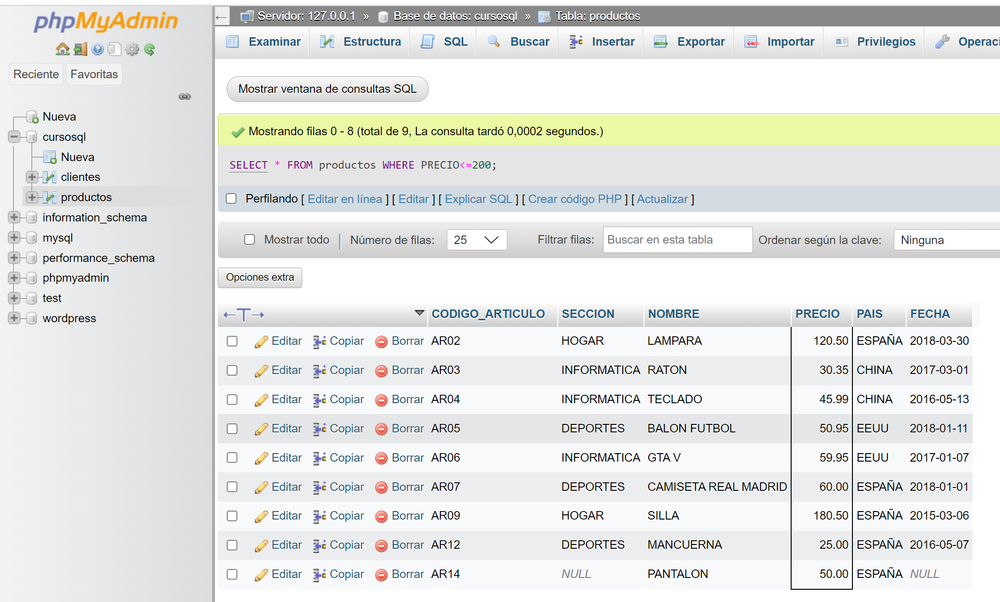 phpMyAdmin
Reciente Favoritas
Nueva
cursosql
Nueva
clientes
productos
information_schema
mysql
performance_schema
phpmyadmin
test
wordpress
Servidor: 127.0.0.1 » Base de datos: cursosql » Tabla: productos
Examinar Estructura SQL Buscar Insertar Exportar Importar Privilegios Operaci
Mostrar ventana de consultas SQL
Mostrando filas 0 - 8 (total de 9, La consulta tardó 0,0002 segundos.)
SELECT * FROM productos WHERE PRECIO<=200;
Perfilando [ Editar en línea ] [ Editar ] [ Explicar SQL ] [ Crear código PHP ] [ Actualizar ]
Mostrar todo Número de filas: 25 Filtrar filas: Buscar en esta tabla Ordenar según la clave: Ninguna
Opciones extra
←T→ CODIGO_ARTICULO SECCION NOMBRE PRECIO PAIS FECHA
Editar Copiar Borrar AR02 HOGAR LAMPARA 120.50 ESPAÑA 2018-03-30
Editar Copiar Borrar AR03 INFORMATICA RATON 30.35 CHINA 2017-03-01
Editar Copiar Borrar AR04 INFORMATICA TECLADO 45.99 CHINA 2016-05-13
Editar Copiar Borrar AR05 DEPORTES BALON FUTBOL 50.95 EEUU 2018-01-11
Editar Copiar Borrar AR06 INFORMATICA GTA V 59.95 EEUU 2017-01-07
Editar Copiar Borrar AR07 DEPORTES CAMISETA REAL MADRID 60.00 ESPAÑA 2018-01-01
Editar Copiar Borrar AR09 HOGAR SILLA 180.50 ESPAÑA 2015-03-06
Editar Copiar Borrar AR12 DEPORTES MANCUERNA 25.00 ESPAÑA 2016-05-07
Editar Copiar Borrar AR14 NULL PANTALON 50.00 ESPAÑA NULL